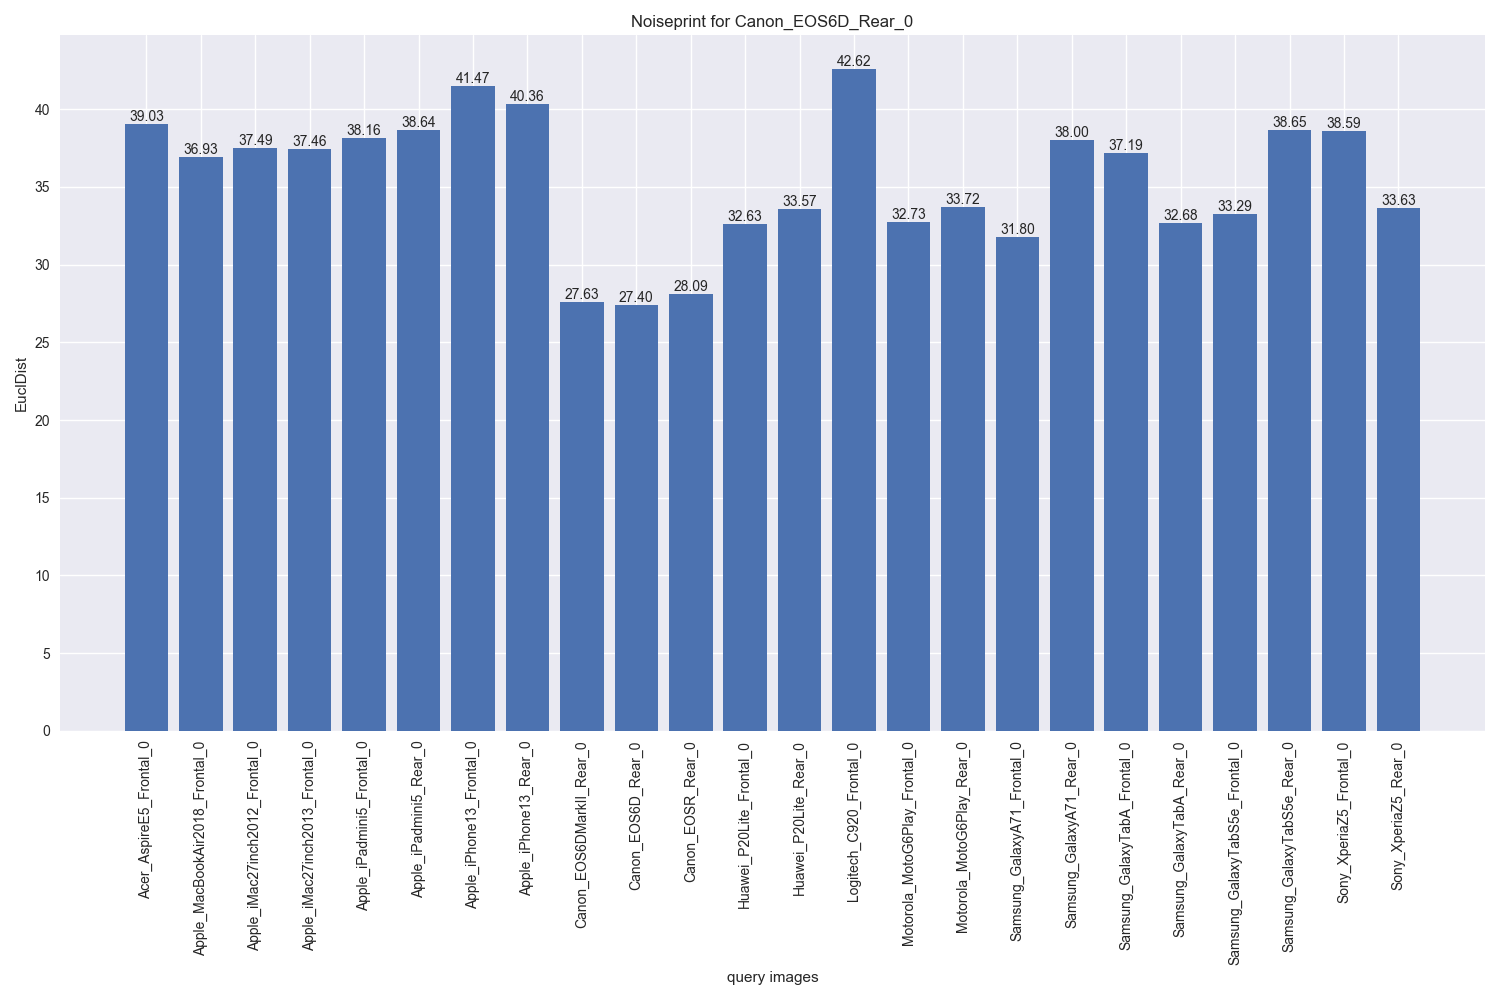 Noiseprint for Canon_EOS6D_Rear_0
EuclDist
40
35
30
25
20
15
10
5
0
39.03
36.93
37.49
37.46
38.16
38.64
41.47
40.36
27.63
27.40
28.09
32.63
33.57
42.62
32.73
33.72
31.80
38.00
37.19
32.68
33.29
38.65
38.59
33.63
Acer_AspireE5_Frontal_0
Apple_MacBookAir2018_Frontal_0
Apple_iMac27inch2012_Frontal_0
Apple_iMac27inch2013_Frontal_0
Apple_iPadmini5_Frontal_0
Apple_iPadmini5_Rear_0
Apple_iPhone13_Frontal_0
Apple_iPhone13_Rear_0
Canon_EOS6DMarkII_Rear_0
Canon_EOS6D_Rear_0
Canon_EOSR_Rear_0
Huawei_P20Lite_Frontal_0
Huawei_P20Lite_Rear_0
Logitech_C920_Frontal_0
Motorola_MotoG6Play_Frontal_0
Motorola_MotoG6Play_Rear_0
Samsung_GalaxyA71_Frontal_0
Samsung_GalaxyA71_Rear_0
Samsung_GalaxyTabA_Frontal_0
Samsung_GalaxyTabA_Rear_0
Samsung_GalaxyTabS5e_Frontal_0
Samsung_GalaxyTabS5e_Rear_0
Sony_XperiaZ5_Frontal_0
Sony_XperiaZ5_Rear_0
query images